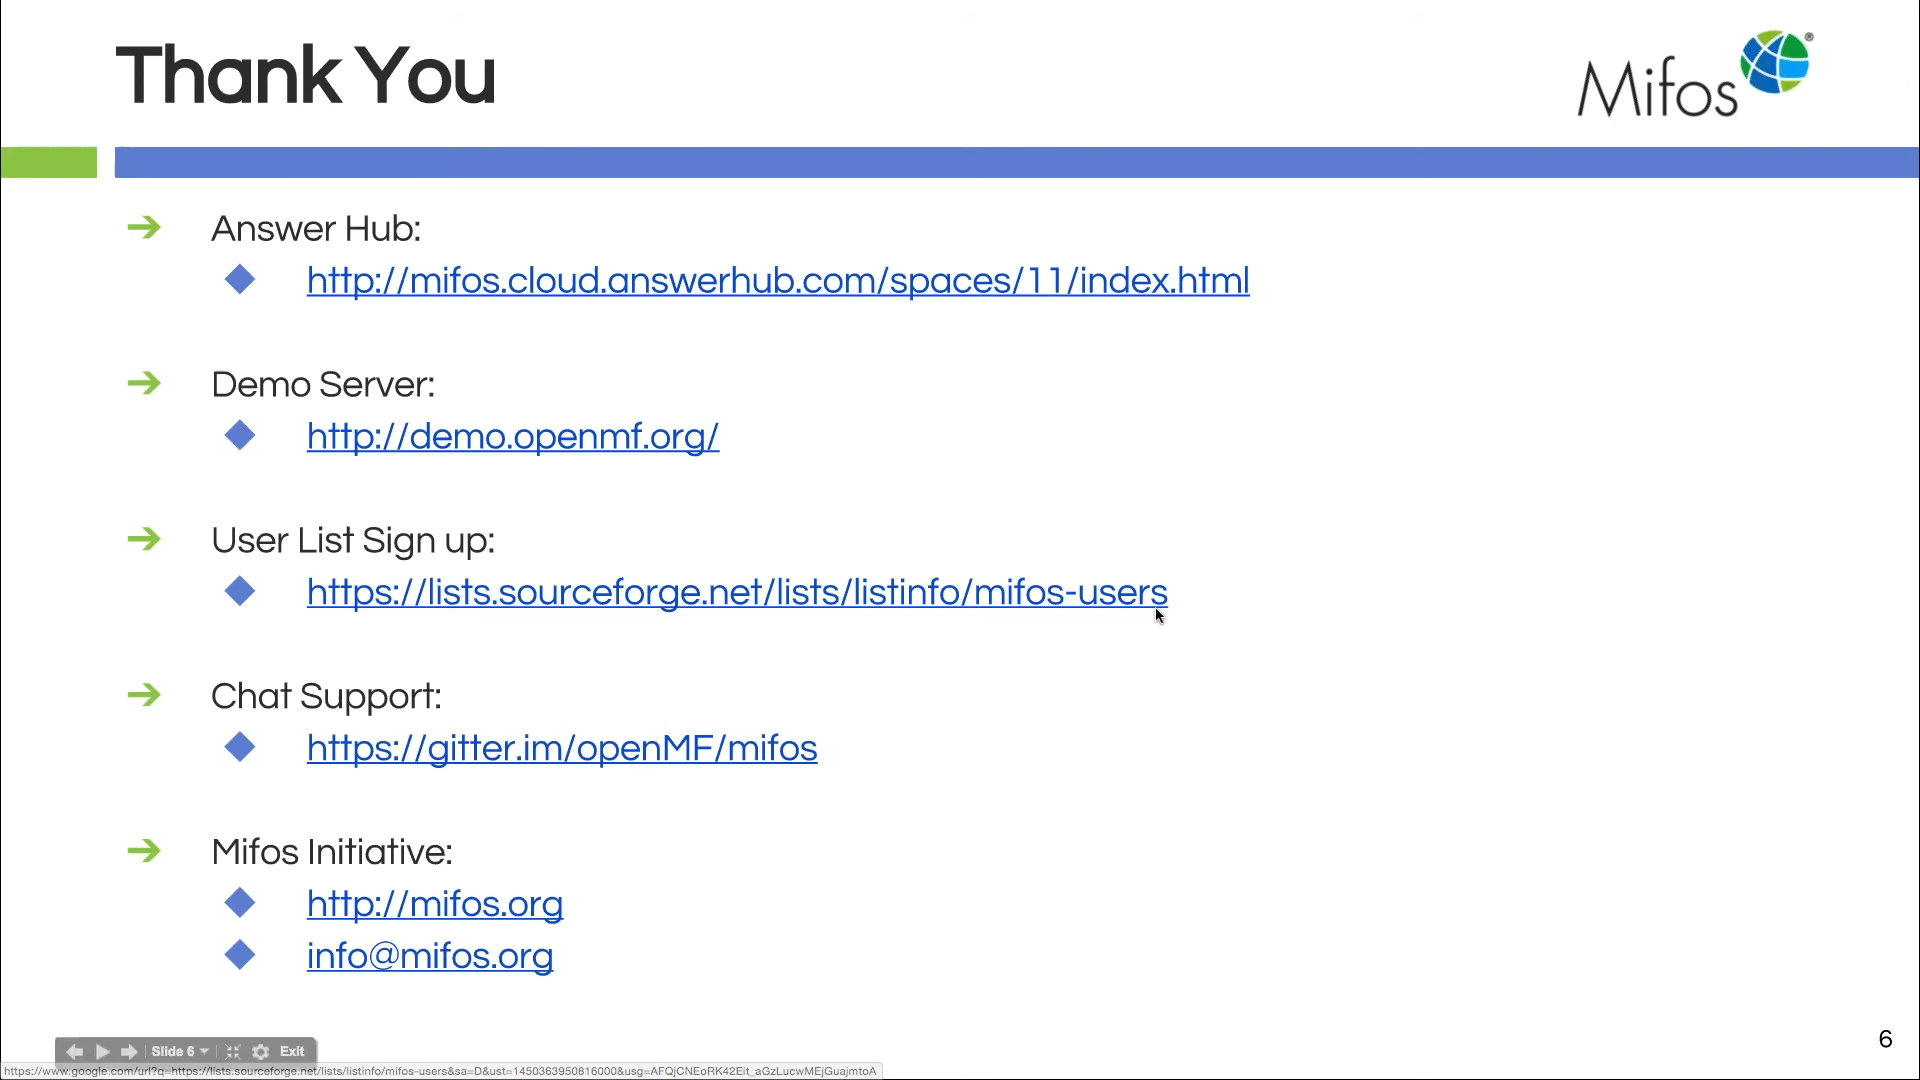 Thank You
Mifos®
Answer Hub:
http://mifos.cloud.answerhub.com/spaces/11/index.html
Demo Server:
http://demo.openmf.org/
User List Sign up:
https://lists.sourceforge.net/lists/listinfo/mifos-users
Chat Support:
https://gitter.im/openMF/mifos
Mifos Initiative:
http://mifos.org
info@mifos.org
6
Slide 6
Exit
https://www.google.com/url?q=https://lists.sourceforge.net/lists/listinfo/mifos-users&sa=D&ust=1450363950816000&usg=AFQjCNEoRK42Eit_aGzLucwMEjGuajmtoA